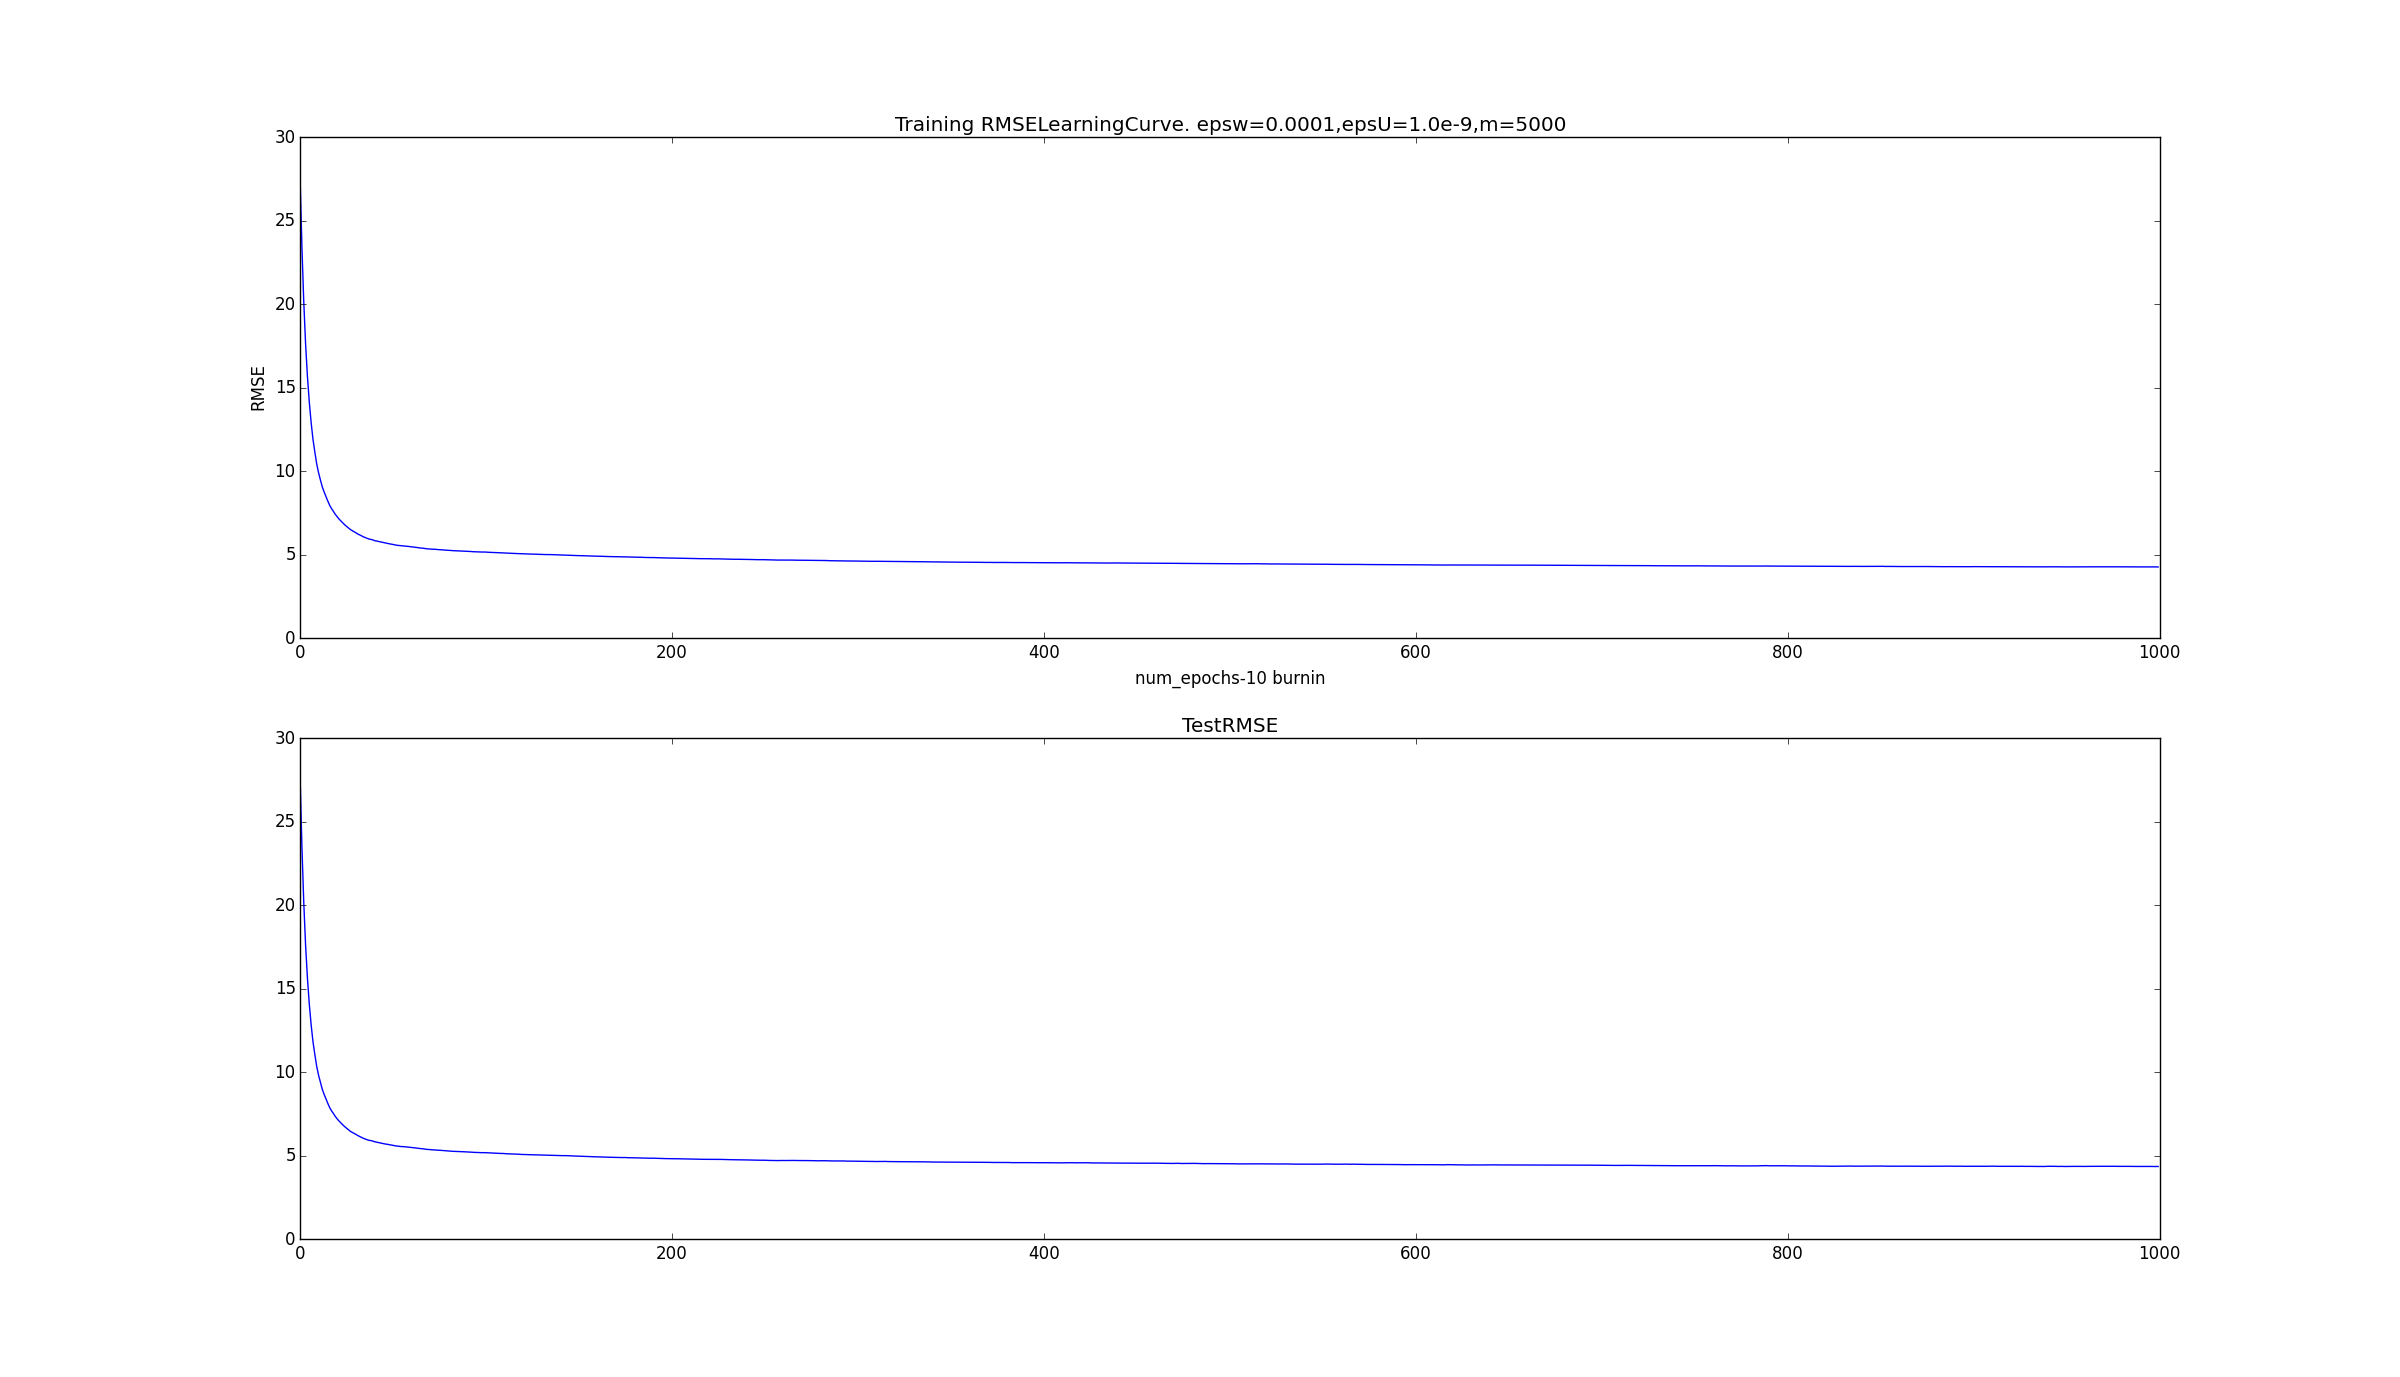 Training RMSELearningCurve. epsw=0.0001,epsU=1.0e-9,m=5000
30
25
20
15
10
5
0
RMSE
0 200 400 600 800 1000
num_epochs-10 burnin
TestRMSE
30
25
20
15
10
5
0
0 200 400 600 800 1000